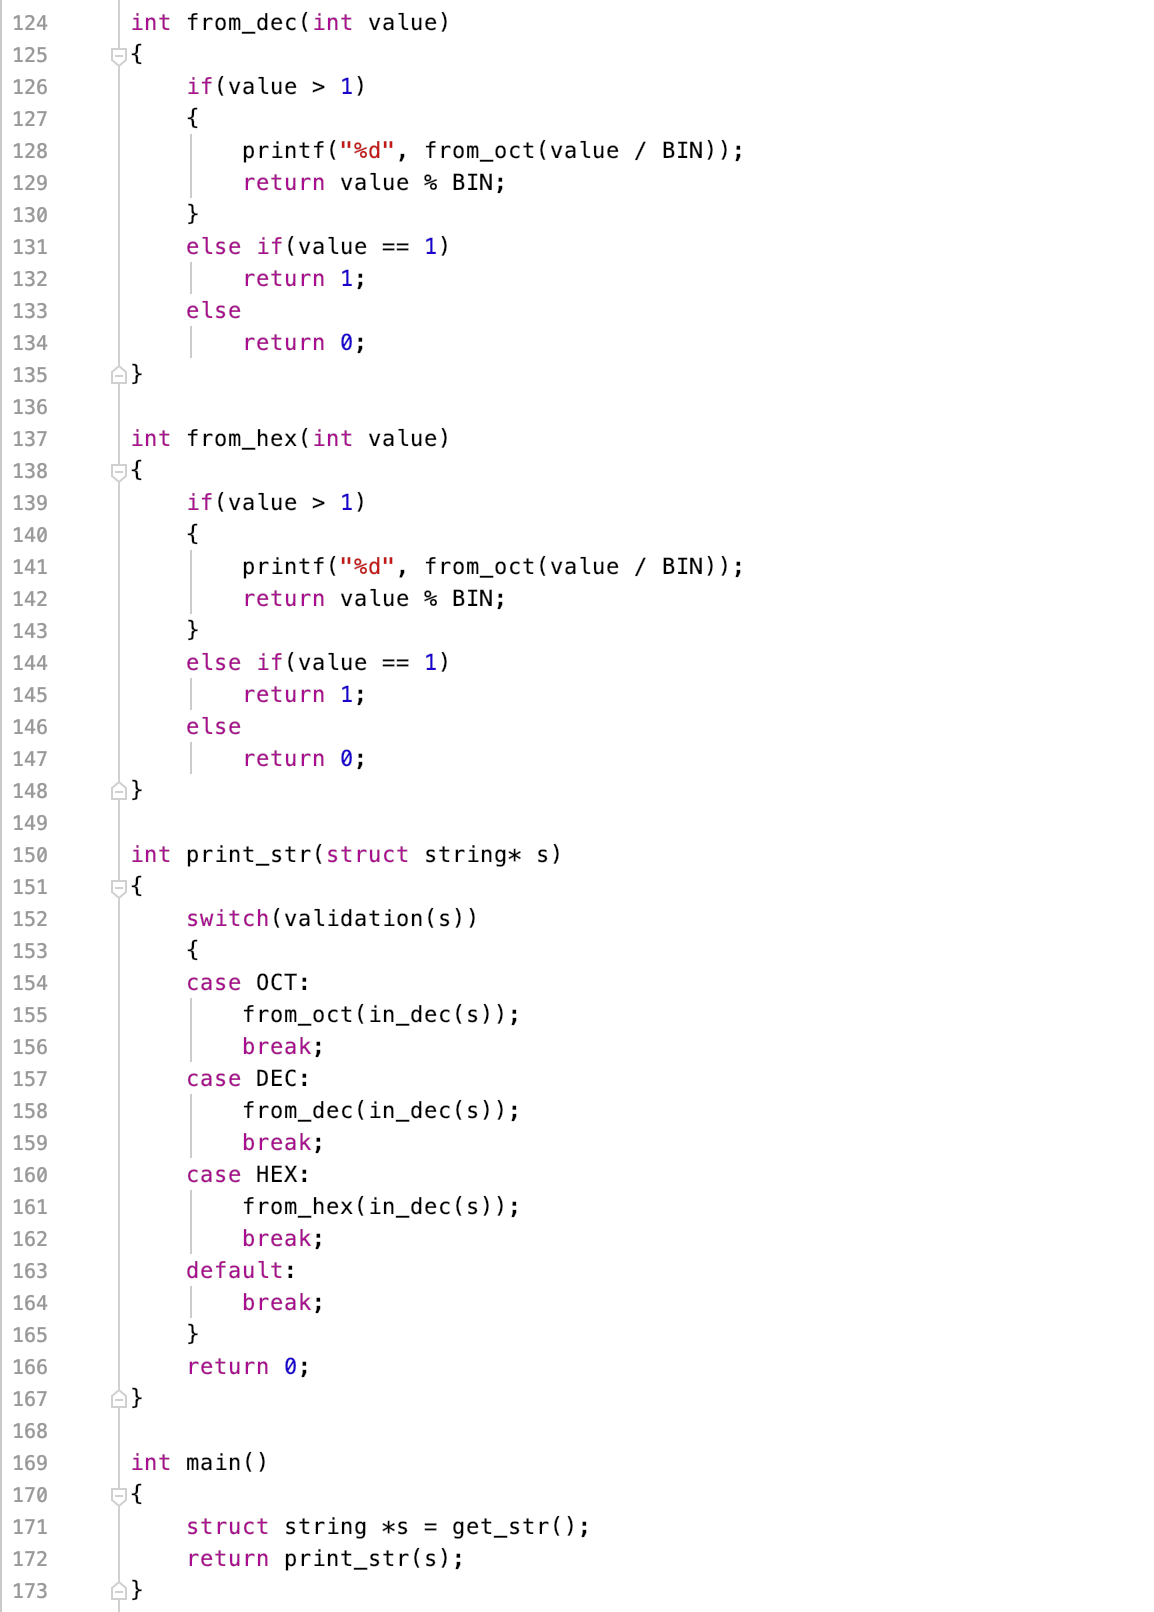 124 int from_dec(int value)
125 {
126     if(value > 1)
127     {
128         printf("%d", from_oct(value / BIN));
129         return value % BIN;
130     }
131     else if(value == 1)
132         return 1;
133     else
134         return 0;
135 }
136
137 int from_hex(int value)
138 {
139     if(value > 1)
140     {
141         printf("%d", from_oct(value / BIN));
142         return value % BIN;
143     }
144     else if(value == 1)
145         return 1;
146     else
147         return 0;
148 }
149
150 int print_str(struct string* s)
151 {
152     switch(validation(s))
153     {
154     case OCT:
155         from_oct(in_dec(s));
156         break;
157     case DEC:
158         from_dec(in_dec(s));
159         break;
160     case HEX:
161         from_hex(in_dec(s));
162         break;
163     default:
164         break;
165     }
166     return 0;
167 }
168
169 int main()
170 {
171     struct string *s = get_str();
172     return print_str(s);
173 }